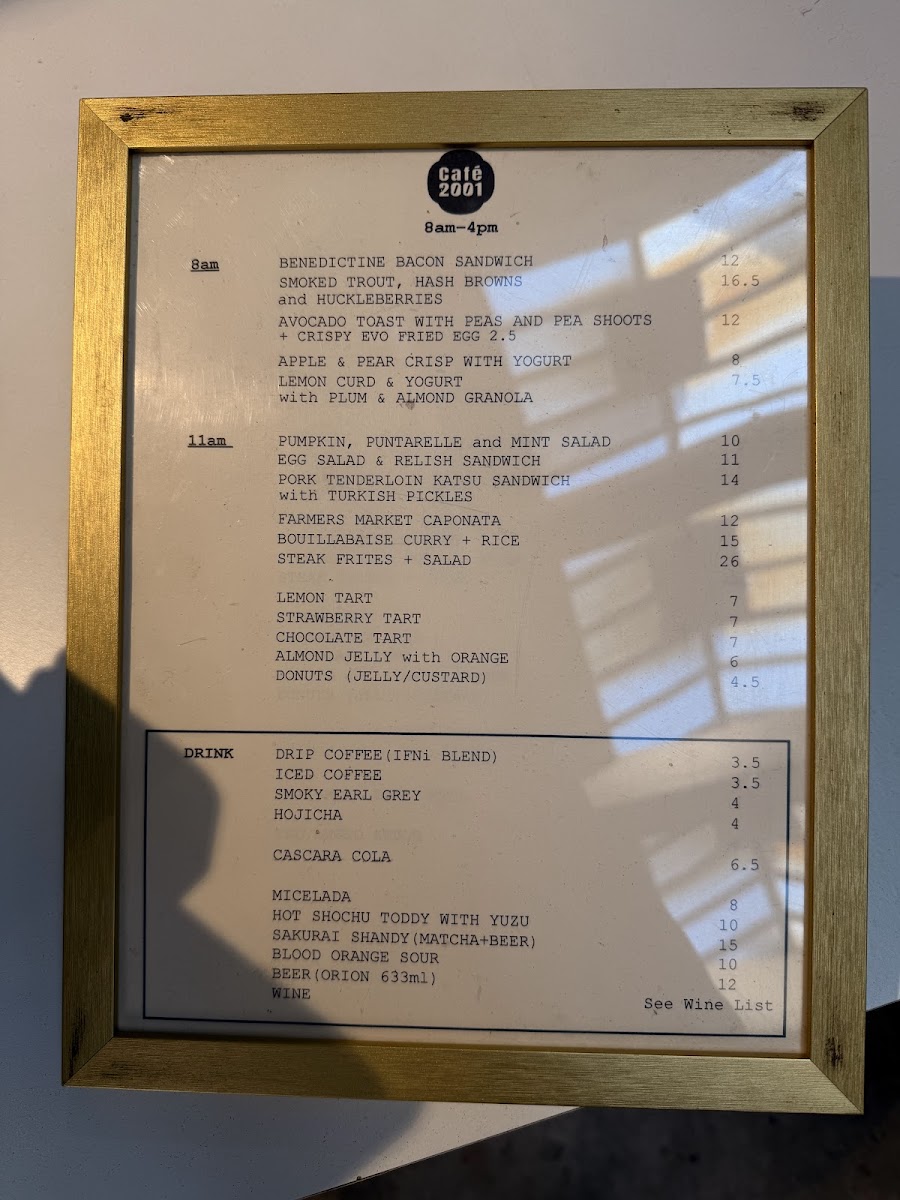 Café
2001
8am-4pm
8am BENEDICTINE BACON SANDWICH 12
SMOKED TROUT, HASH BROWNS 16.5
and HUCKLEBERRIES
AVOCADO TOAST WITH PEAS AND PEA SHOOTS 12
+ CRISPY EVO FRIED EGG 2.5
APPLE & PEAR CRISP WITH YOGURT 8
LEMON CURD & YOGURT 7.5
with PLUM & ALMOND GRANOLA
11am PUMPKIN, PUNTARELLE and MINT SALAD 10
EGG SALAD & RELISH SANDWICH 11
PORK TENDERLOIN KATSU SANDWICH 14
with TURKISH PICKLES
FARMERS MARKET CAPONATA 12
BOUILLABAISE CURRY + RICE 15
STEAK FRITES + SALAD 26
LEMON TART 7
STRAWBERRY TART 7
CHOCOLATE TART 7
ALMOND JELLY with ORANGE 6
DONUTS (JELLY/CUSTARD) 4.5
DRINK DRIP COFFEE(IFNi BLEND) 3.5
ICED COFFEE 3.5
SMOKY EARL GREY 4
HOJICHA 4
CASCARA COLA 6.5
MICELADA 8
HOT SHOCHU TODDY WITH YUZU 10
SAKURAI SHANDY(MATCHA+BEER) 15
BLOOD ORANGE SOUR 10
BEER(ORION 633ml) 12
WINE See Wine List